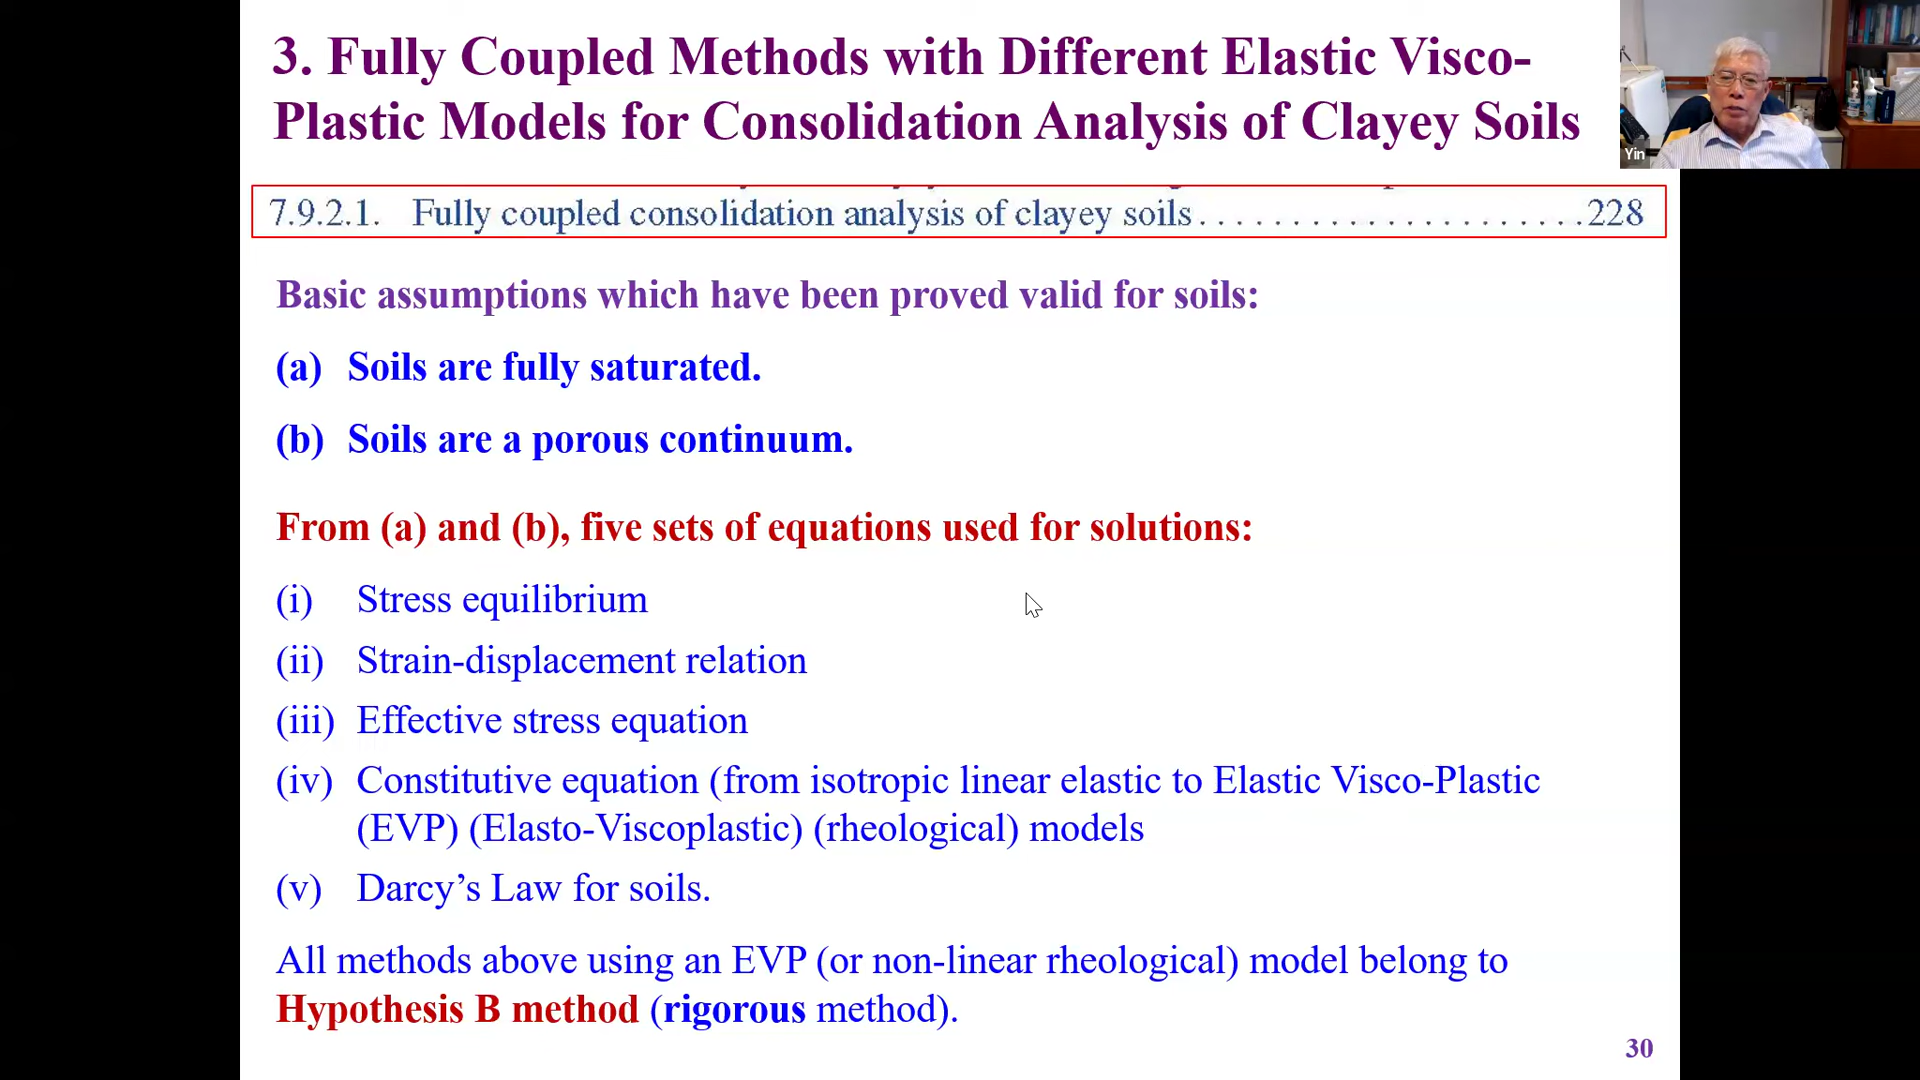 3. Fully Coupled Methods with Different Elastic Visco-
Plastic Models for Consolidation Analysis of Clayey Soils
Yin
7.9.2.1. Fully coupled consolidation analysis of clayey soils . . . . . . . . . . . . . . . . . . . . . 228
Basic assumptions which have been proved valid for soils:
(a) Soils are fully saturated.
(b) Soils are a porous continuum.
From (a) and (b), five sets of equations used for solutions:
(i) Stress equilibrium
(ii) Strain-displacement relation
(iii) Effective stress equation
(iv) Constitutive equation (from isotropic linear elastic to Elastic Visco-Plastic
(EVP) (Elasto-Viscoplastic) (rheological) models
(v) Darcy’s Law for soils.
All methods above using an EVP (or non-linear rheological) model belong to
Hypothesis B method (rigorous method).
30